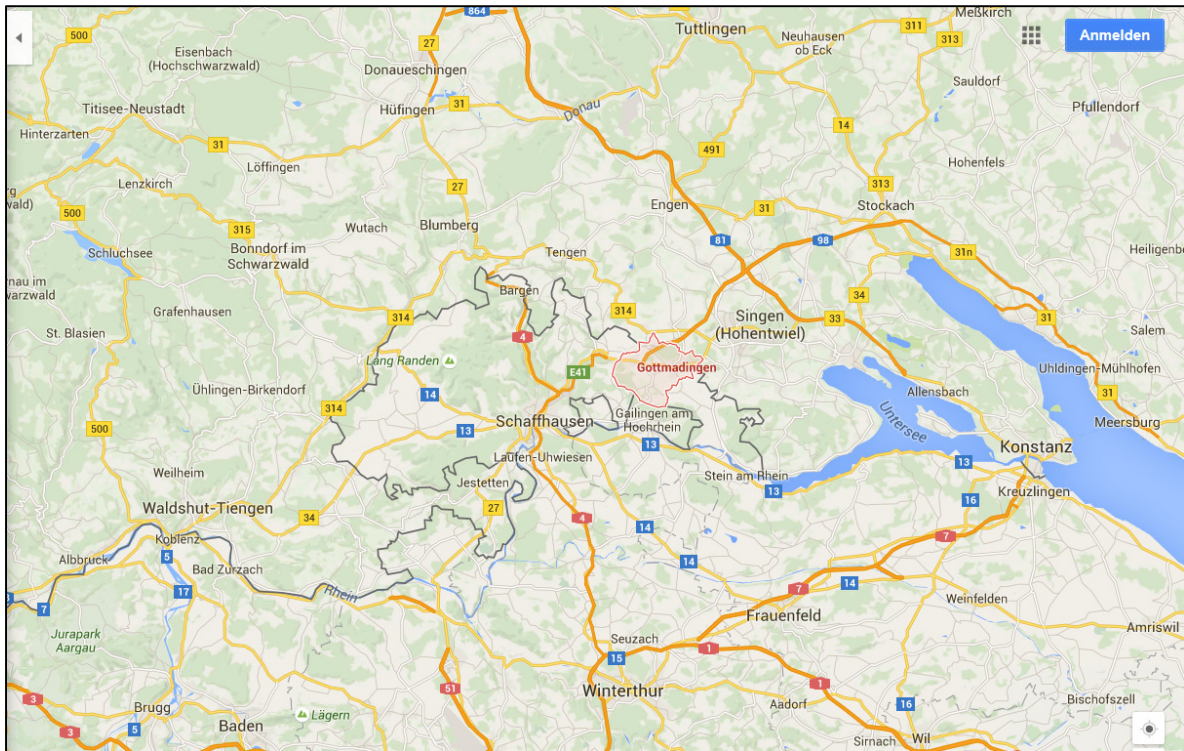 864
Meßkirch
500
27
Tuttlingen
Neuhausen
ob Eck
311
313
Anmelden
Eisenbach
(Hochschwarzwald)
Donaueschingen
Sauldorf
Titisee-Neustadt
Hüfingen
31
Donau
Pfullendorf
Hinterzarten
14
31
Löffingen
491
Hohenfels
Lenzkirch
27
313
wald)
500
Engen
31
Stockach
315
Wutach
Blumberg
81
98
Schluchsee
Bonndorf im
Schwarzwald
Tengen
31n
Heiligenbe
nau im
warzwald
Bargen
34
Grafenhausen
314
314
Singen
(Hohentwiel)
33
31
St. Blasien
4
Salem
Lang Randen
Gottmadingen
Uhldingen-Mühlhofen
E41
Ühlingen-Birkendorf
14
Allensbach
31
314
Gailingen am
Hochrhein
Untersee
Meersburg
500
13
Schaffhausen
13
Konstanz
Laufen-Uhwiesen
13
Weilheim
Jestetten
Stein am Rhein
13
Kreuzlingen
16
Waldshut-Tiengen
27
34
4
14
7
Koblenz
Albbruck
5
14
Bad Zurzach
17
Rhein
7
14
7
Weinfelden
Frauenfeld
Amriswil
Jurapark
Aargau
Seuzach
15
1
51
1
Winterthur
3
Bischofszell
Brugg
Lägern
Aadorf
16
3
5
Baden
Sirnach
Wil